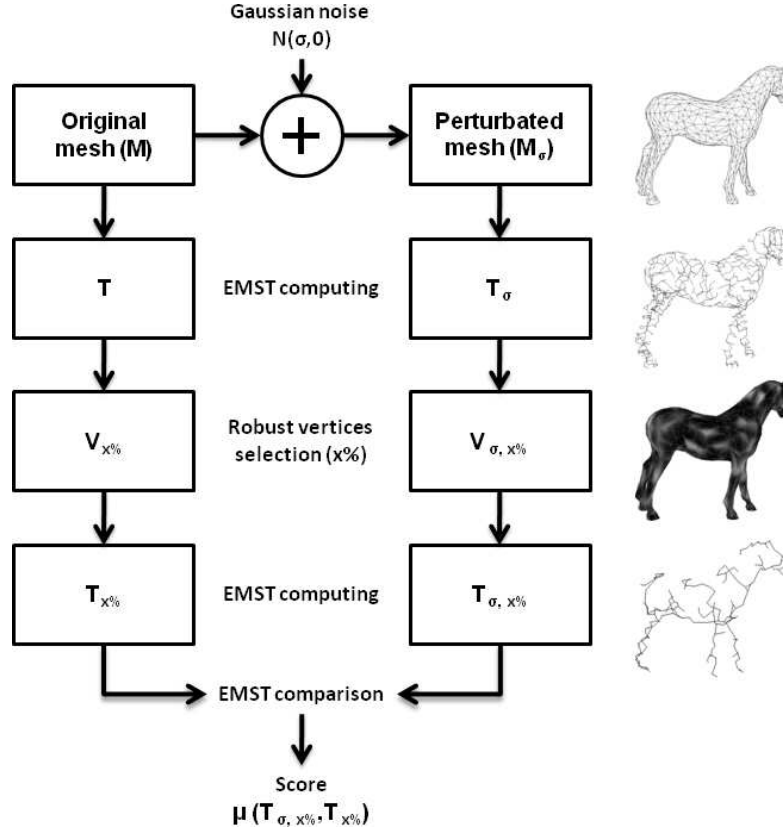 Gaussian noise
N(σ,0)
Original
mesh (M)
+
Perturbated
mesh (Mσ)
T
EMST computing
Tσ
Vx%
Robust vertices
selection (x%)
Vσ, x%
Tx%
EMST computing
Tσ, x%
EMST comparison
Score
μ (Tσ, x%,Tx%)